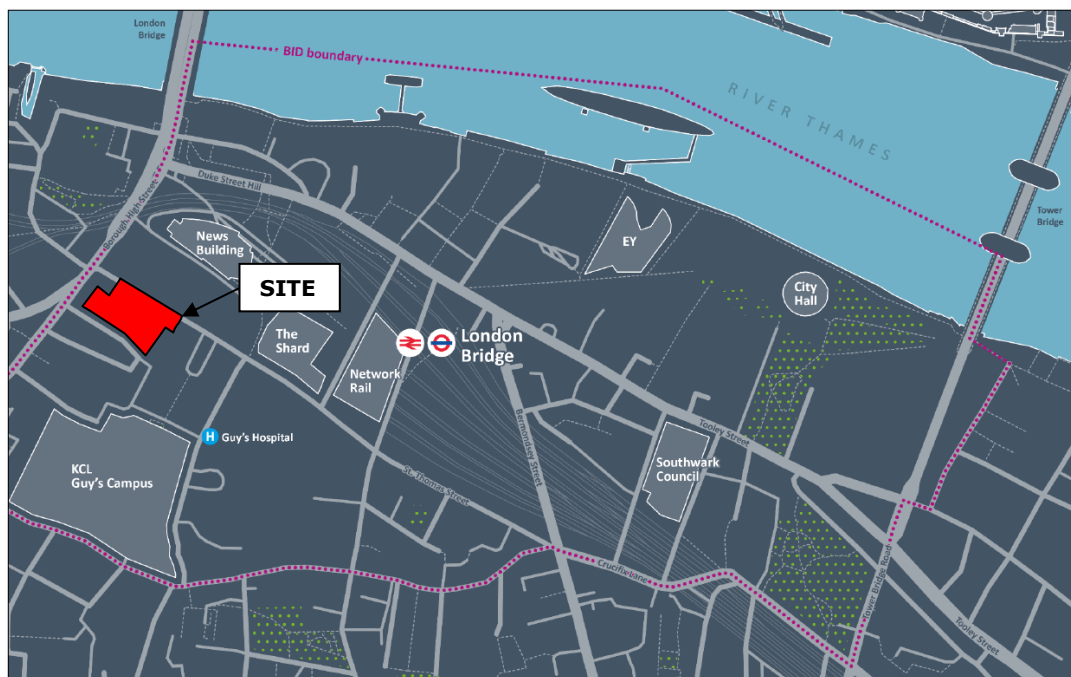 London
Bridge
BID boundary
RIVER THAMES
Duke Street Hill
Borough High Street
Tower
Bridge
News
Building
EY
SITE
City
Hall
The
Shard
London
Bridge
Network
Rail
Bermondsey Street
Tooley Street
H Guy's Hospital
KCL
Guy's Campus
St. Thomas Street
Southwark
Council
Crucifix Lane
Tower Bridge Road
Tooley Street